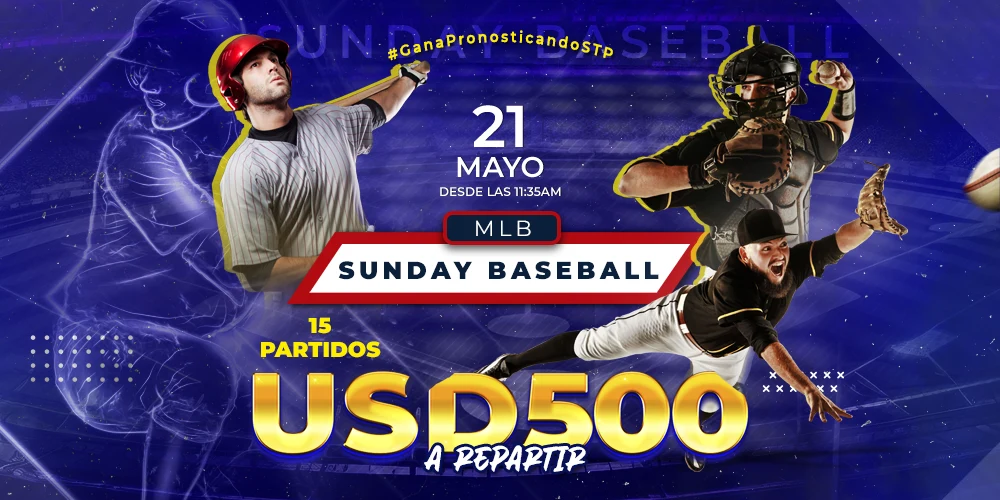 SUNDAY BASEBALL
#GanaPronosticandoSTP
21
MAYO
DESDE LAS 11:35AM
MLB
SUNDAY BASEBALL
15
PARTIDOS
USD500
A REPARTIR